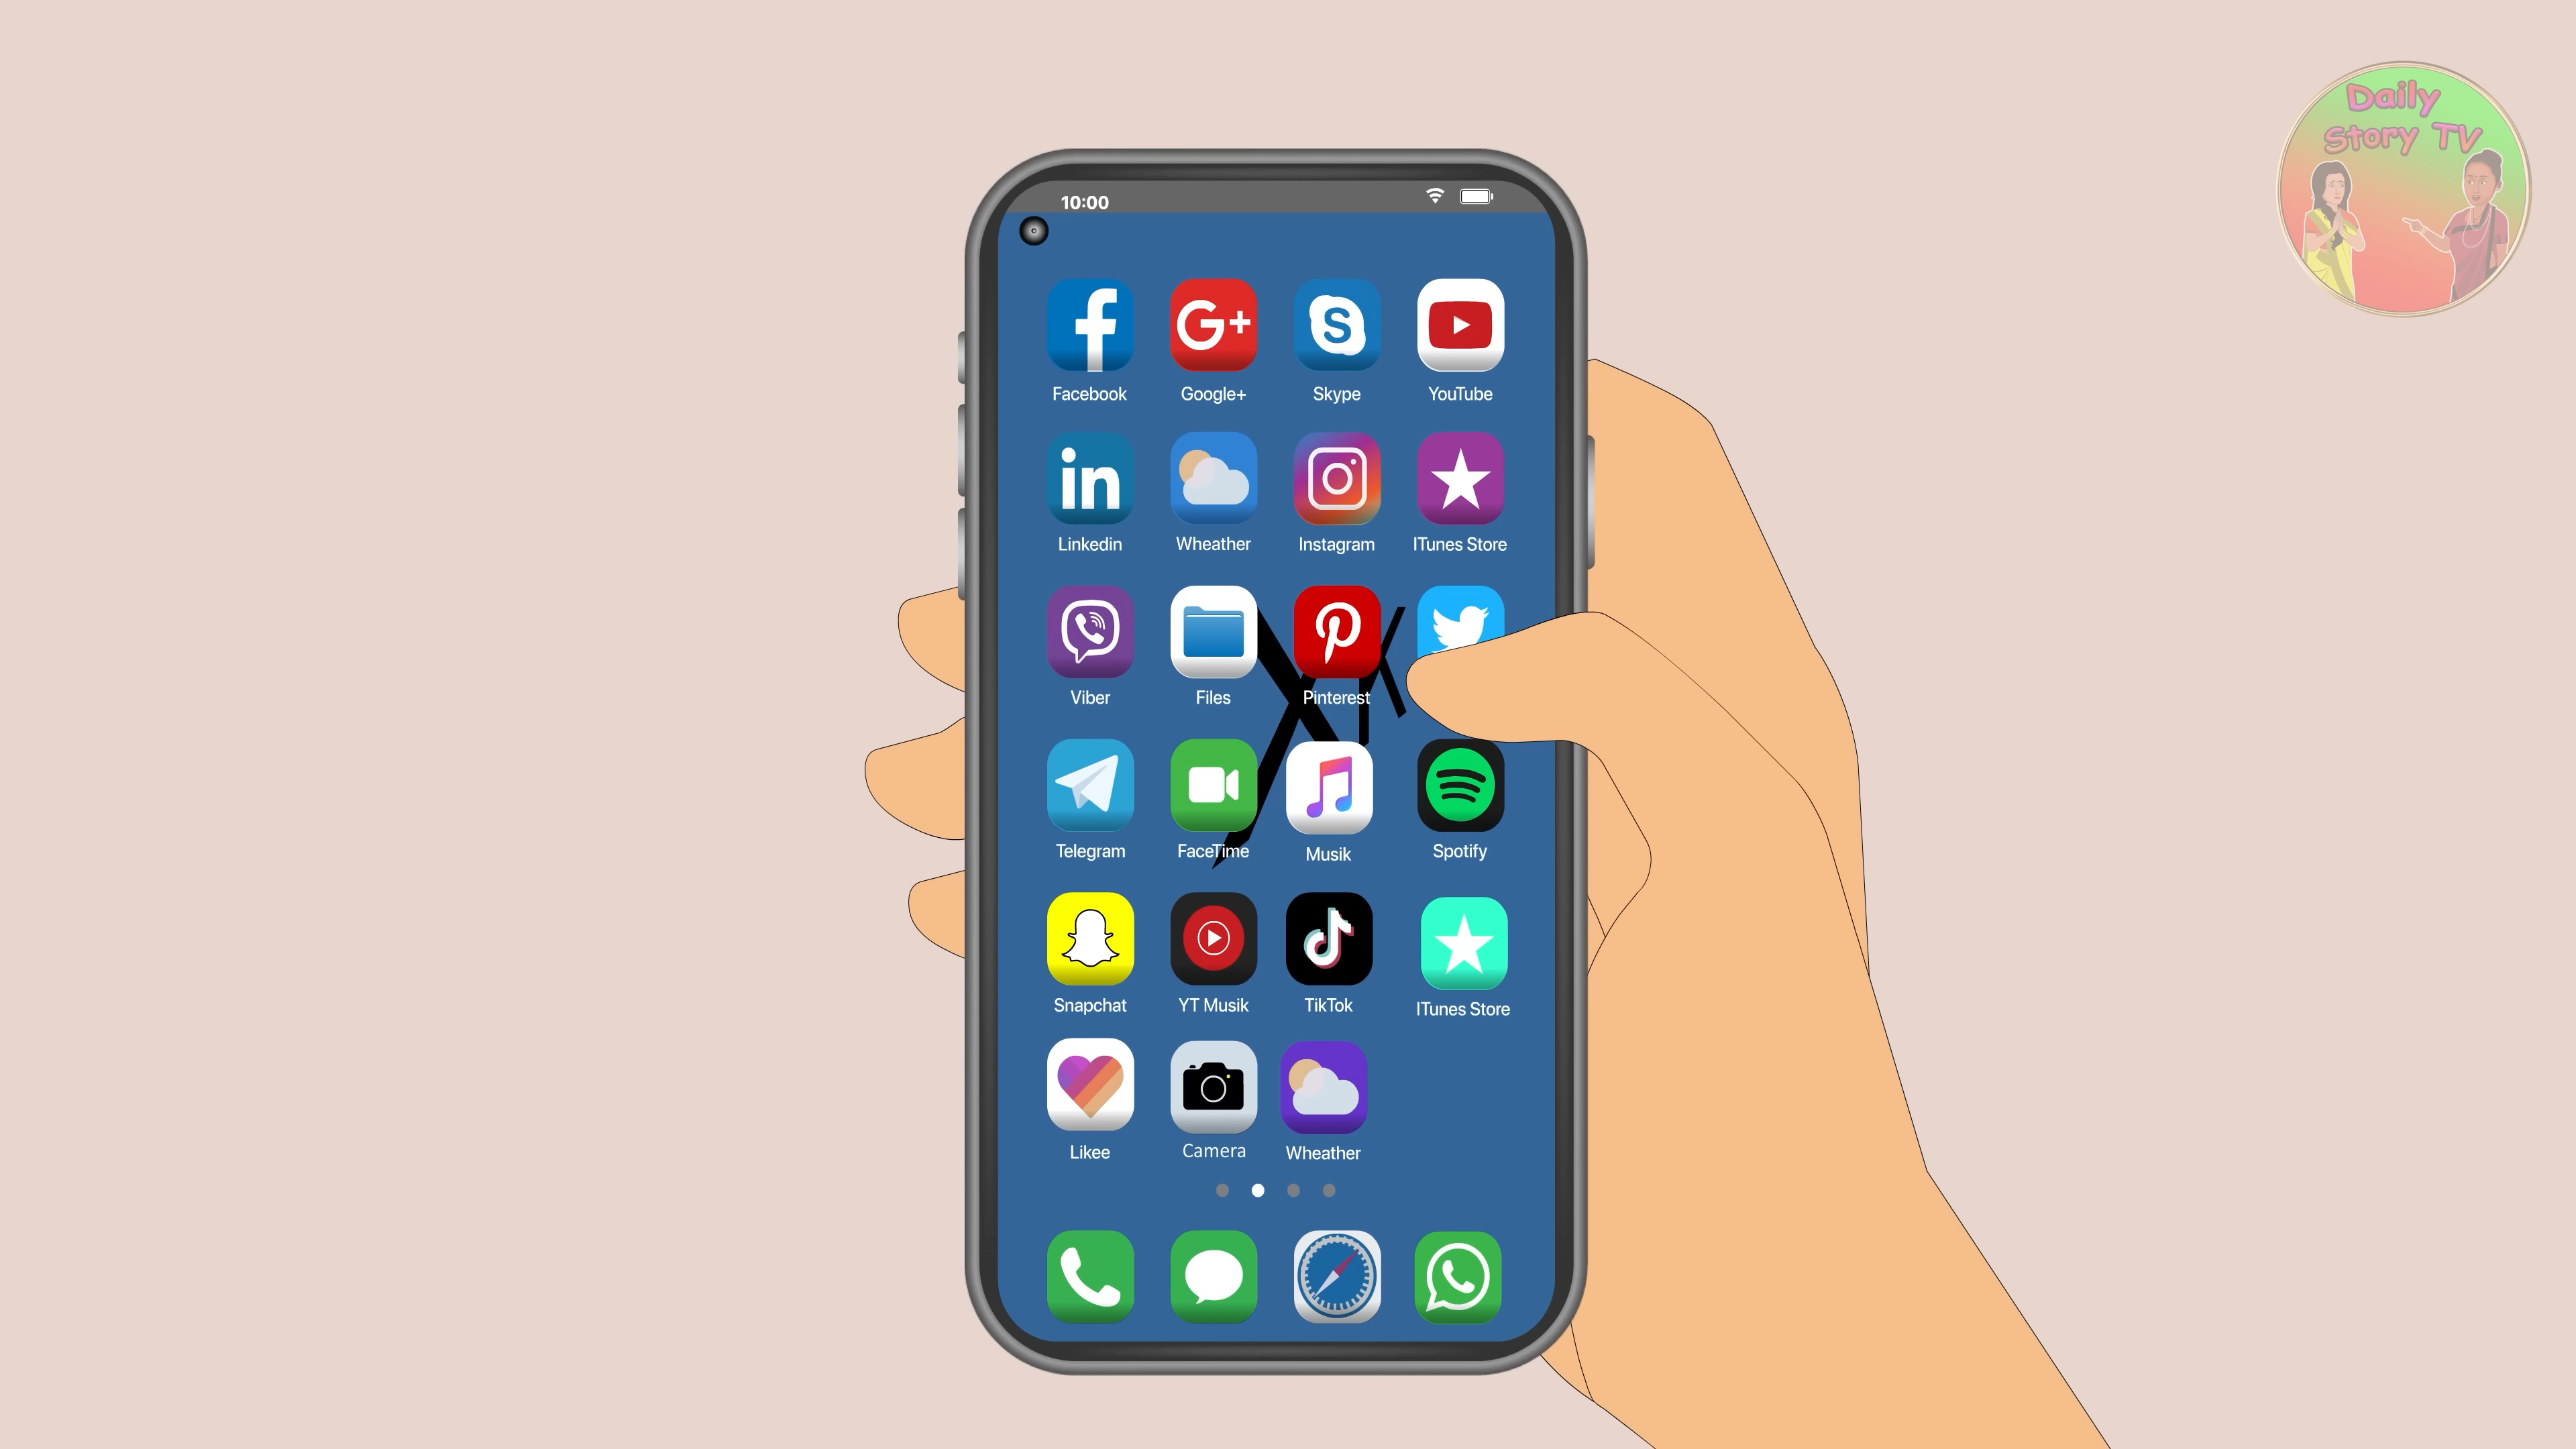 Daily
Story TV
10:00
Facebook Google+ Skype YouTube
Linkedin Wheather Instagram ITunes Store
Viber Files Pinterest
Telegram FaceTime Musik Spotify
Snapchat YT Musik TikTok ITunes Store
Likee Camera Wheather